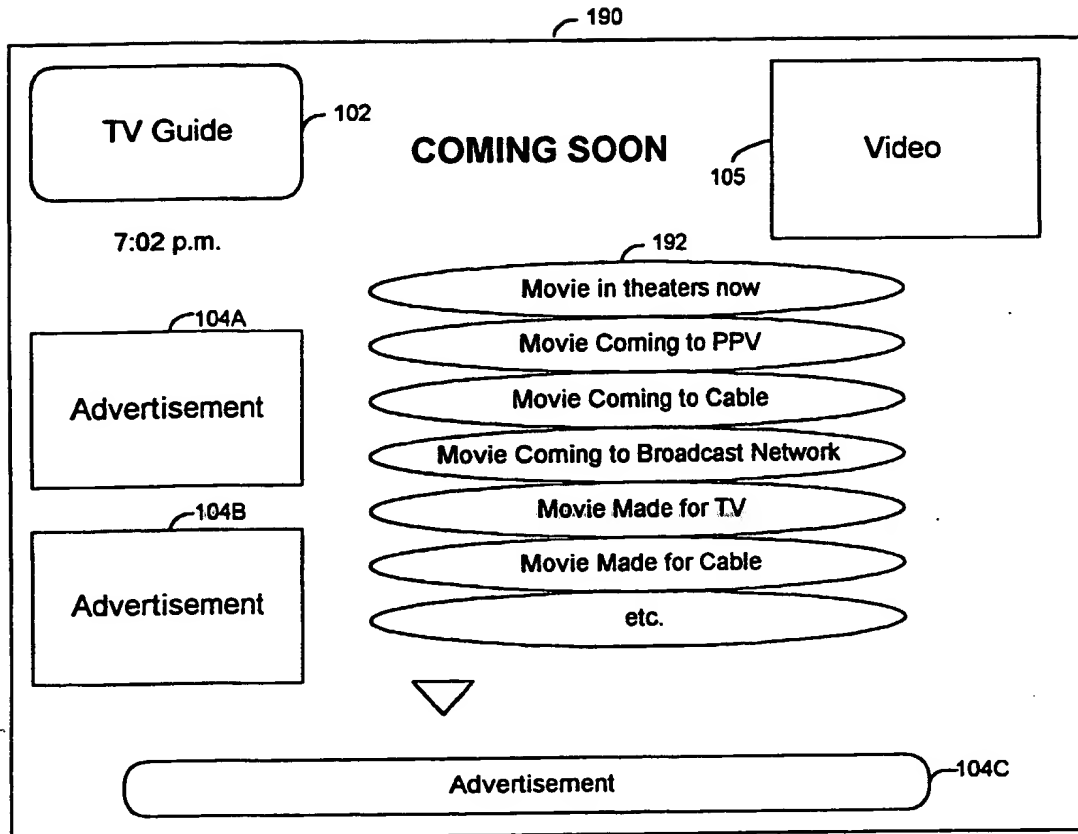 190
TV Guide
102
COMING SOON
105
Video
7:02 p.m.
192
Movie in theaters now
Movie Coming to PPV
Movie Coming to Cable
Movie Coming to Broadcast Network
Movie Made for TV
Movie Made for Cable
etc.
104A
Advertisement
104B
Advertisement
Advertisement
104C